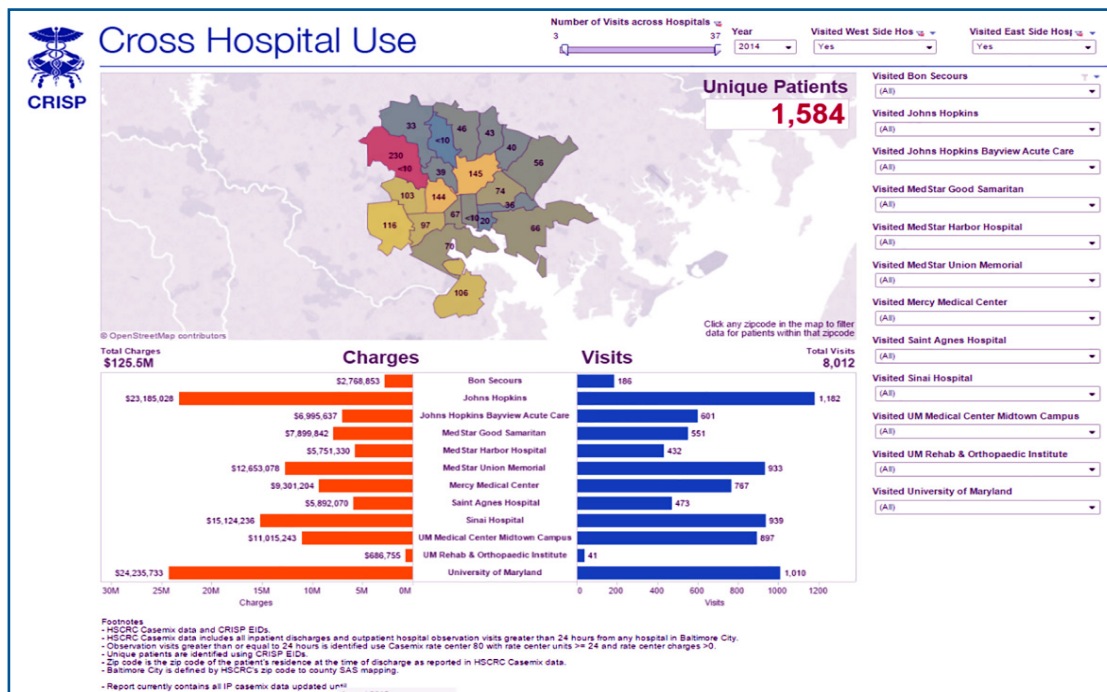 CRISP
Cross Hospital Use
Number of Visits across Hospitals
3 37
Year
2014
Visited West Side Hos
Yes
Visited East Side Hos
Yes
Unique Patients
1,584
33
46
43
<10
40
56
230
<10
39
145
74
103
144
36
67
<10
20
116
97
66
70
106
© OpenStreetMap contributors
Click any zipcode in the map to filter
data for patients within that zipcode
Visited Bon Secours
(All)
Visited Johns Hopkins
(All)
Visited Johns Hopkins Bayview Acute Care
(All)
Visited MedStar Good Samaritan
(All)
Visited MedStar Harbor Hospital
(All)
Visited MedStar Union Memorial
(All)
Visited Mercy Medical Center
(All)
Visited Saint Agnes Hospital
(All)
Visited Sinai Hospital
(All)
Visited UM Medical Center Midtown Campus
(All)
Visited UM Rehab & Orthopaedic Institute
(All)
Visited University of Maryland
(All)
Total Charges
$125.5M
Charges
Visits
Total Visits
8,012
$2,768,853 Bon Secours 186
$23,185,028 Johns Hopkins 1,182
$6,995,637 Johns Hopkins Bayview Acute Care 601
$7,899,842 MedStar Good Samaritan 551
$5,751,330 MedStar Harbor Hospital 432
$12,653,078 MedStar Union Memorial 933
$9,301,204 Mercy Medical Center 767
$5,892,070 Saint Agnes Hospital 473
$15,124,236 Sinai Hospital 939
$11,015,243 UM Medical Center Midtown Campus 897
$686,755 UM Rehab & Orthopaedic Institute 41
$24,235,733 University of Maryland 1,010
30M 25M 20M 15M 10M 5M 0M 0 200 400 600 800 1000 1200
Charges Visits
Footnotes
- HSCRC Casemix data and CRISP EIDs.
- HSCRC Casemix data includes all inpatient discharges and outpatient hospital observation visits greater than 24 hours from any hospital in Baltimore City.
- Observation visits greater than or equal to 24 hours is identified use Casemix rate center 80 with rate center units >= 24 and rate center charges >0.
- Unique patients are identified using CRISP EIDs.
- Zip code is the zip code of the patient's residence at the time of discharge as reported in HSCRC Casemix data.
- Baltimore City is defined by HSCRC's zip code to county SAS mapping.
- Report currently contains all IP casemix data updated until